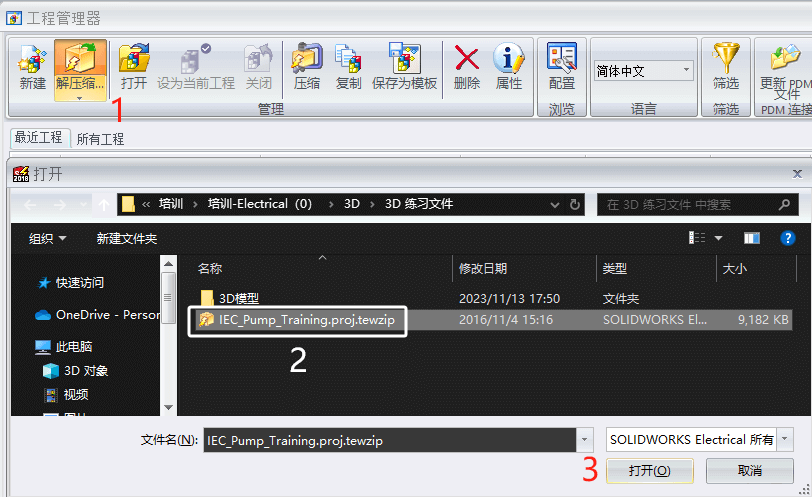 工程管理器
新建
解压缩...
打开
设为当前工程
关闭
压缩
复制
保存为模板
删除
属性
配置
简体中文
筛选
更新 PDM
文件
1
管理
浏览
语言
筛选
PDM 连接
最近工程
所有工程
2018
打开
« 培训 › 培训-Electrical（0） › 3D › 3D 练习文件
在 3D 练习文件 中搜索
组织
新建文件夹
快速访问
OneDrive - Person
此电脑
3D 对象
视频
名称
修改日期
类型
大小
3D模型
2023/11/13 17:50
文件夹
IEC_Pump_Training.proj.tewzip
2016/11/4 15:16
SOLIDWORKS El...
9,182 KB
2
文件名(N):
IEC_Pump_Training.proj.tewzip
SOLIDWORKS Electrical 所有
3
打开(O)
取消